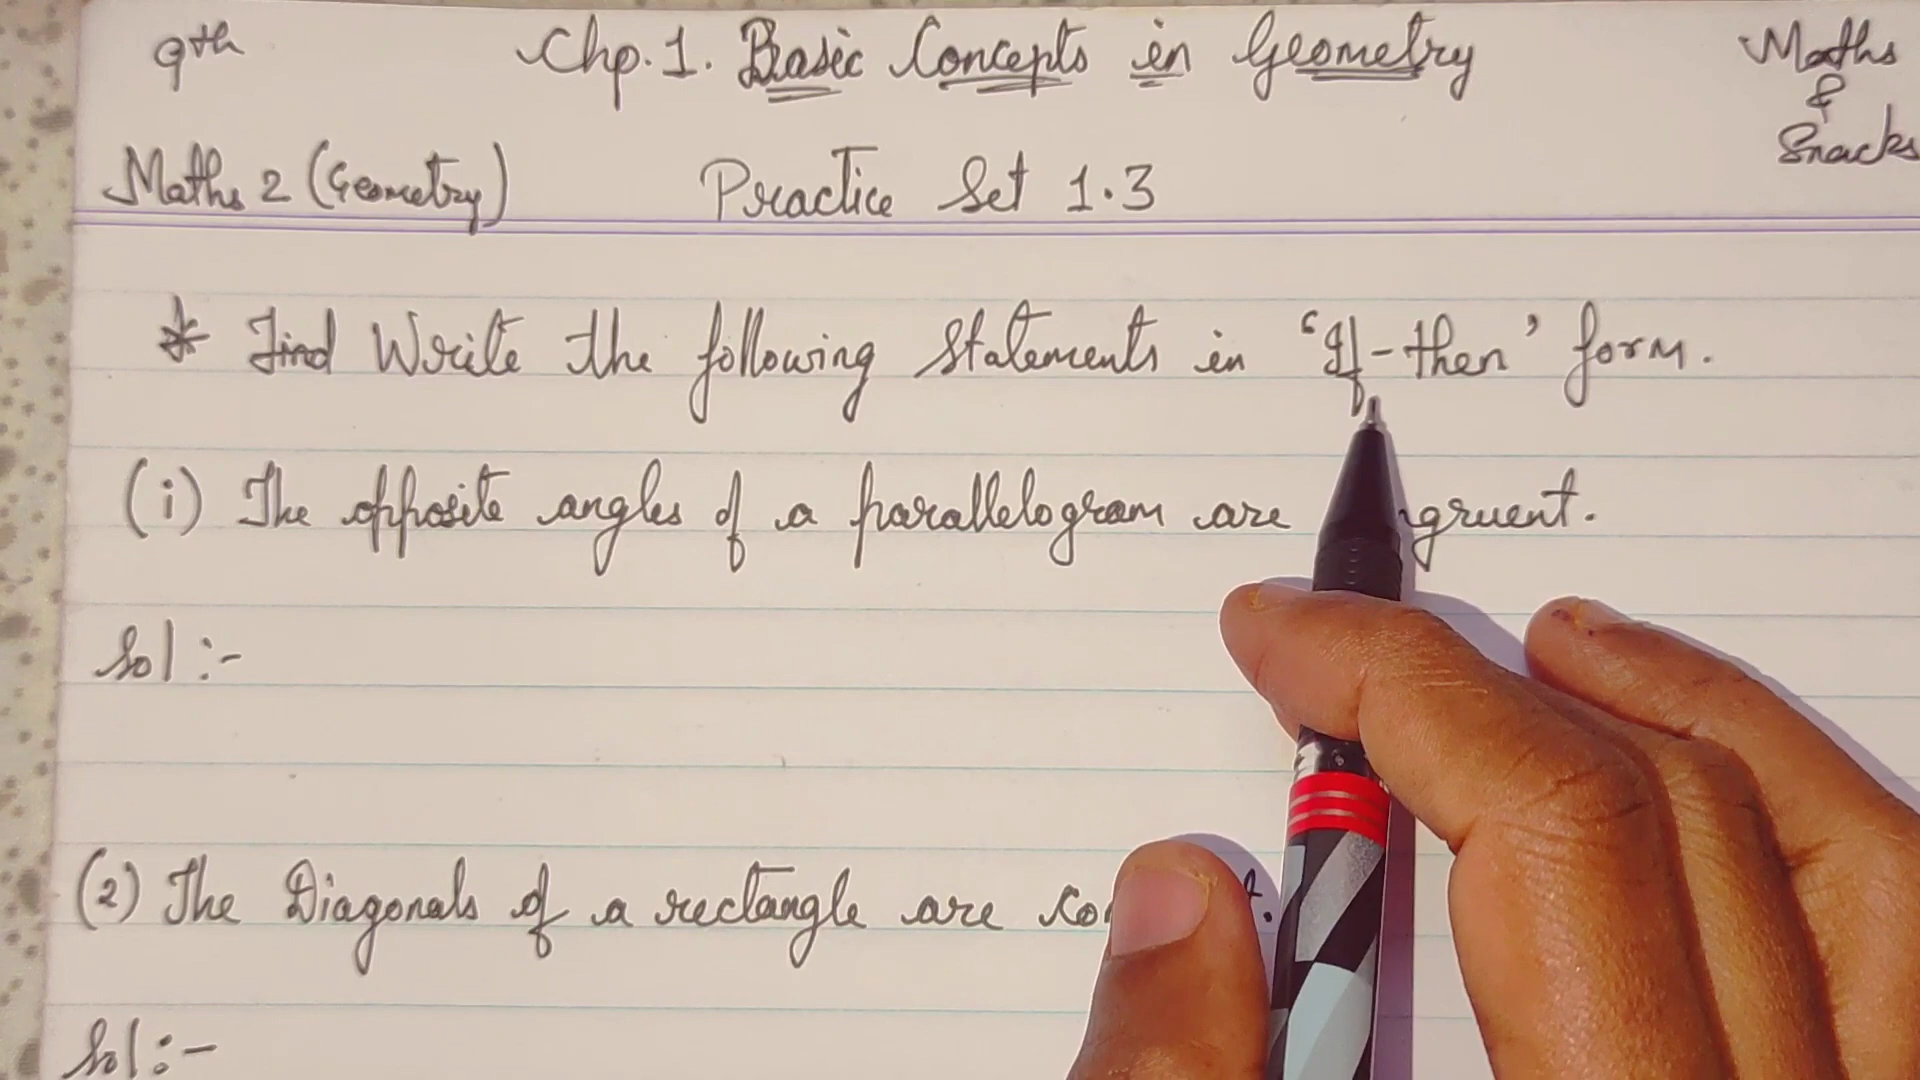 9th Chp. 1. Basic Concepts in Geometry Maths
&
Snacks
Maths 2 (Geometry) Practice Set 1.3
* Find Write the following Statements in 'If-then' form.
(i) The opposite angles of a parallelogram are
Sol :-
(2) The Diagonals of a rectangle are
Sol :-